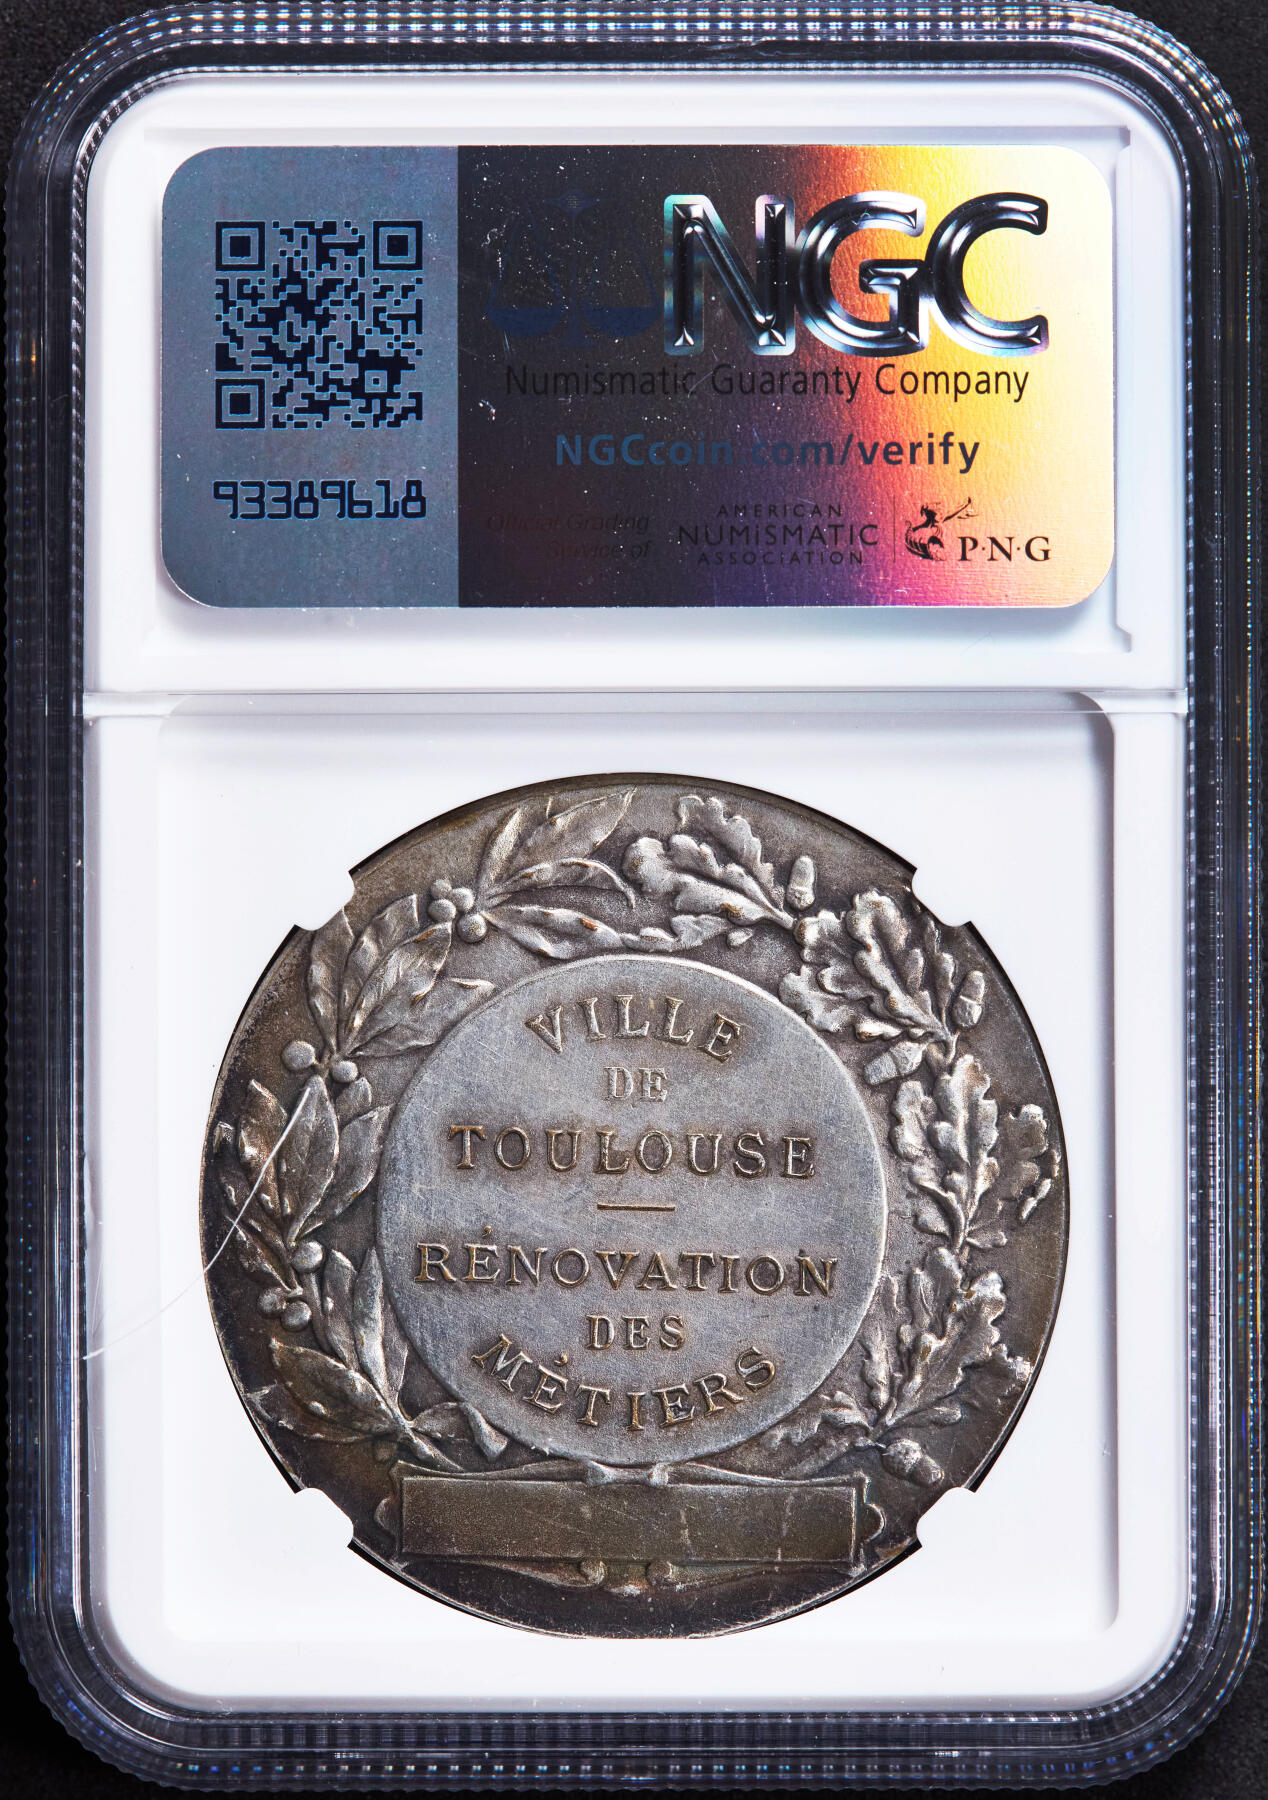 NGC
Numismatic Guaranty Company
NGCcoin.com/verify
93389618
Official Grading
Service of
AMERICAN
NUMiSMATIC
ASSOCIATION
P·N·G
VILLE
DE
TOULOUSE
RÉNOVATION
DES
MÉTIERS